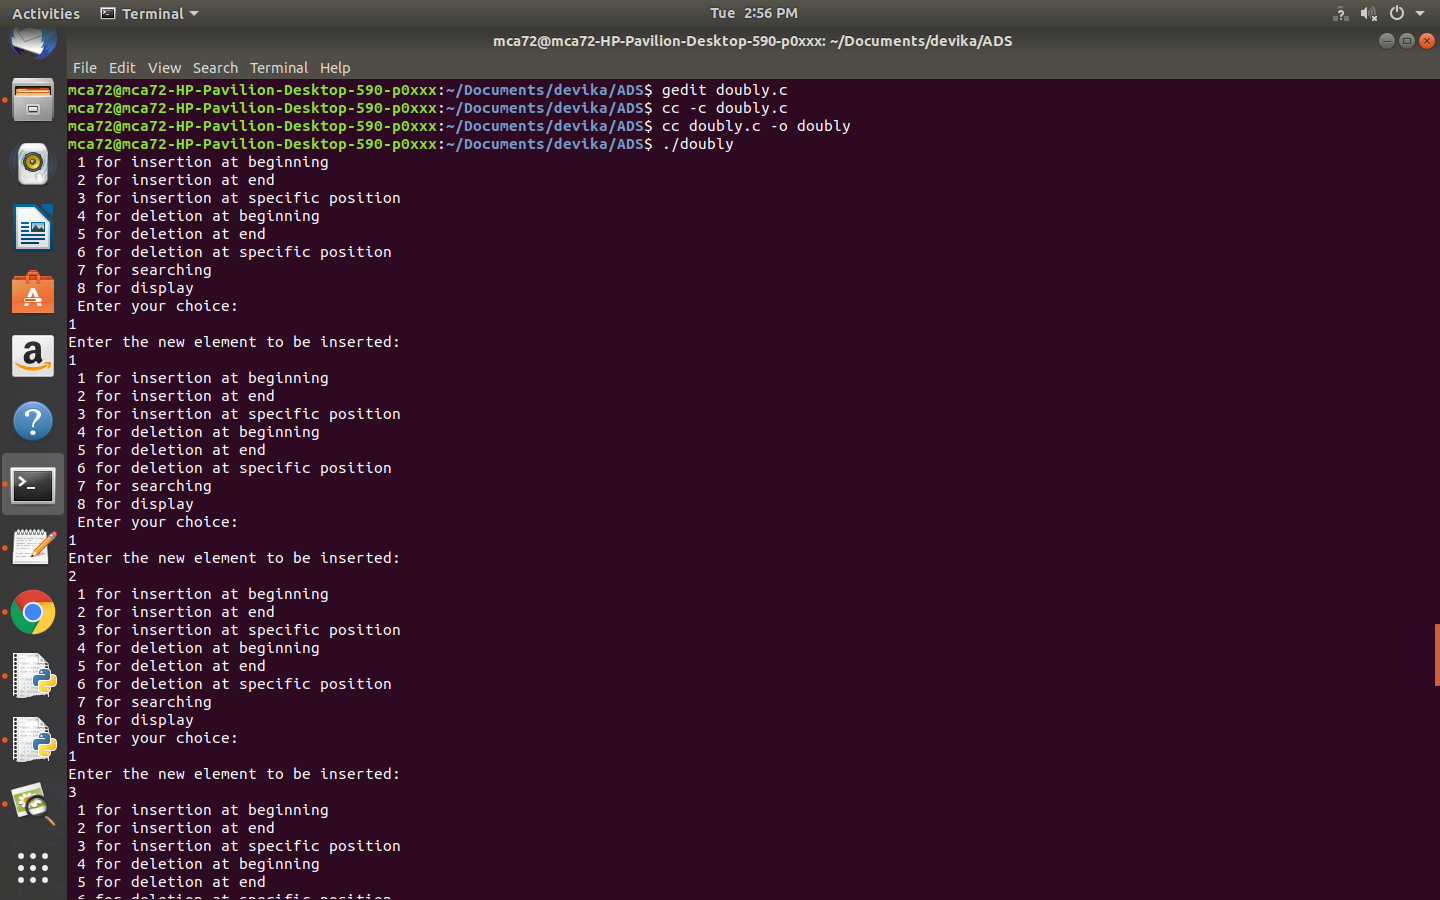 Activities Terminal Tue 2:56 PM
mca72@mca72-HP-Pavilion-Desktop-590-p0xxx: ~/Documents/devika/ADS
File Edit View Search Terminal Help
mca72@mca72-HP-Pavilion-Desktop-590-p0xxx:~/Documents/devika/ADS$ gedit doubly.c
mca72@mca72-HP-Pavilion-Desktop-590-p0xxx:~/Documents/devika/ADS$ cc -c doubly.c
mca72@mca72-HP-Pavilion-Desktop-590-p0xxx:~/Documents/devika/ADS$ cc doubly.c -o doubly
mca72@mca72-HP-Pavilion-Desktop-590-p0xxx:~/Documents/devika/ADS$ ./doubly
1 for insertion at beginning
2 for insertion at end
3 for insertion at specific position
4 for deletion at beginning
5 for deletion at end
6 for deletion at specific position
7 for searching
8 for display
Enter your choice:
1
Enter the new element to be inserted:
1
1 for insertion at beginning
2 for insertion at end
3 for insertion at specific position
4 for deletion at beginning
5 for deletion at end
6 for deletion at specific position
7 for searching
8 for display
Enter your choice:
1
Enter the new element to be inserted:
2
1 for insertion at beginning
2 for insertion at end
3 for insertion at specific position
4 for deletion at beginning
5 for deletion at end
6 for deletion at specific position
7 for searching
8 for display
Enter your choice:
1
Enter the new element to be inserted:
3
1 for insertion at beginning
2 for insertion at end
3 for insertion at specific position
4 for deletion at beginning
5 for deletion at end
6 for deletion at specific position